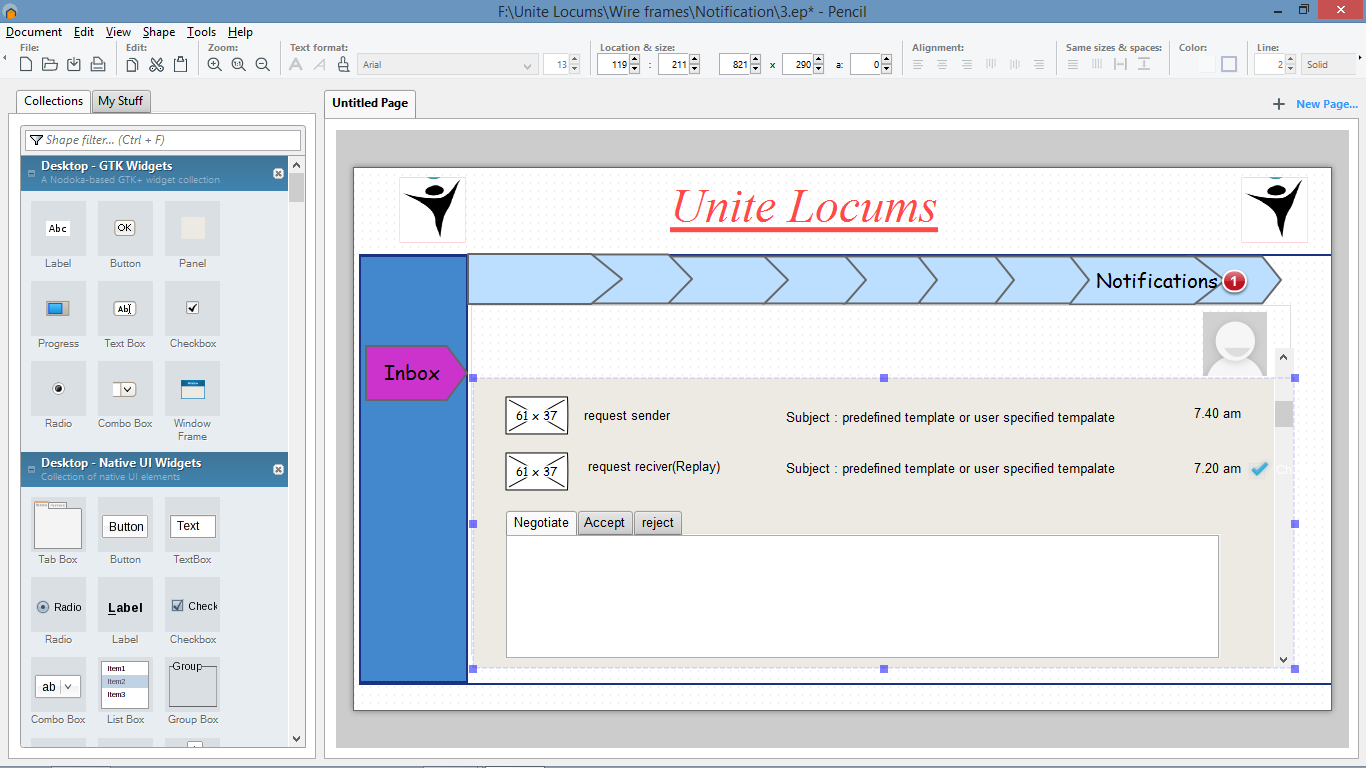 F:\Unite Locums\Wire frames\Notification\3.ep* - Pencil
Document Edit View Shape Tools Help
File: Edit: Zoom: Text format: Location & size: Alignment: Same sizes & spaces: Color: Line:
Arial 13 119 : 211 821 x 290 a: 0 2 Solid
Collections My Stuff
Untitled Page
New Page...
Shape filter... (Ctrl + F)
Desktop - GTK Widgets
A Nodoka-based GTK+ widget collection
Abc OK
Label Button Panel
Ab
Progress Text Box Checkbox
Radio Combo Box Window Frame
Desktop - Native UI Widgets
Collection of native UI elements
Button Text
Tab Box Button TextBox
Radio Label Check
Radio Label Checkbox
ab Item1 Item2 Item3 Group
Combo Box List Box Group Box
Unite Locums
Notifications 1
Inbox
61 x 37 request sender Subject : predefined template or user specified tempalate 7.40 am
61 x 37 request reciver(Replay) Subject : predefined template or user specified tempalate 7.20 am
Negotiate Accept reject